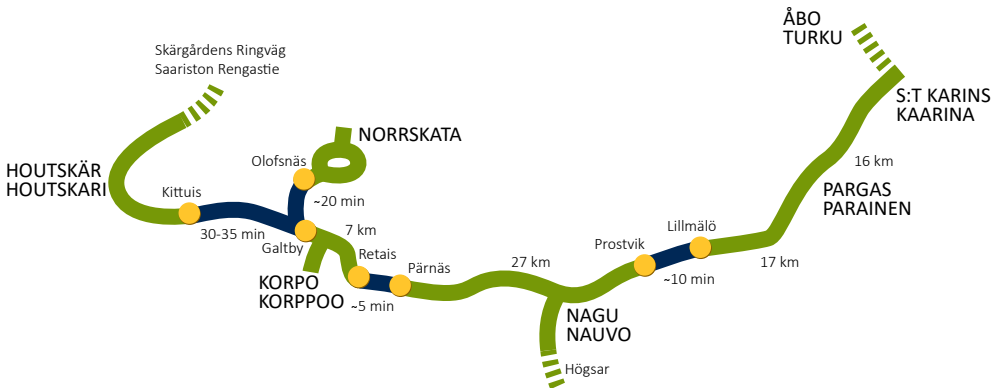 ÅBO
TURKU
Skärgårdens Ringväg
Saariston Rengastie
S:T KARINS
KAARINA
NORRSKATA
Olofsnäs
16 km
HOUTSKÄR
HOUTSKARI
Kittuis
~20 min
PARGAS
PARAINEN
30-35 min
Galtby
7 km
Retais
Pärnäs
Prostvik
Lillmälö
27 km
17 km
~10 min
KORPO
KORPPOO
~5 min
NAGU
NAUVO
Högsar